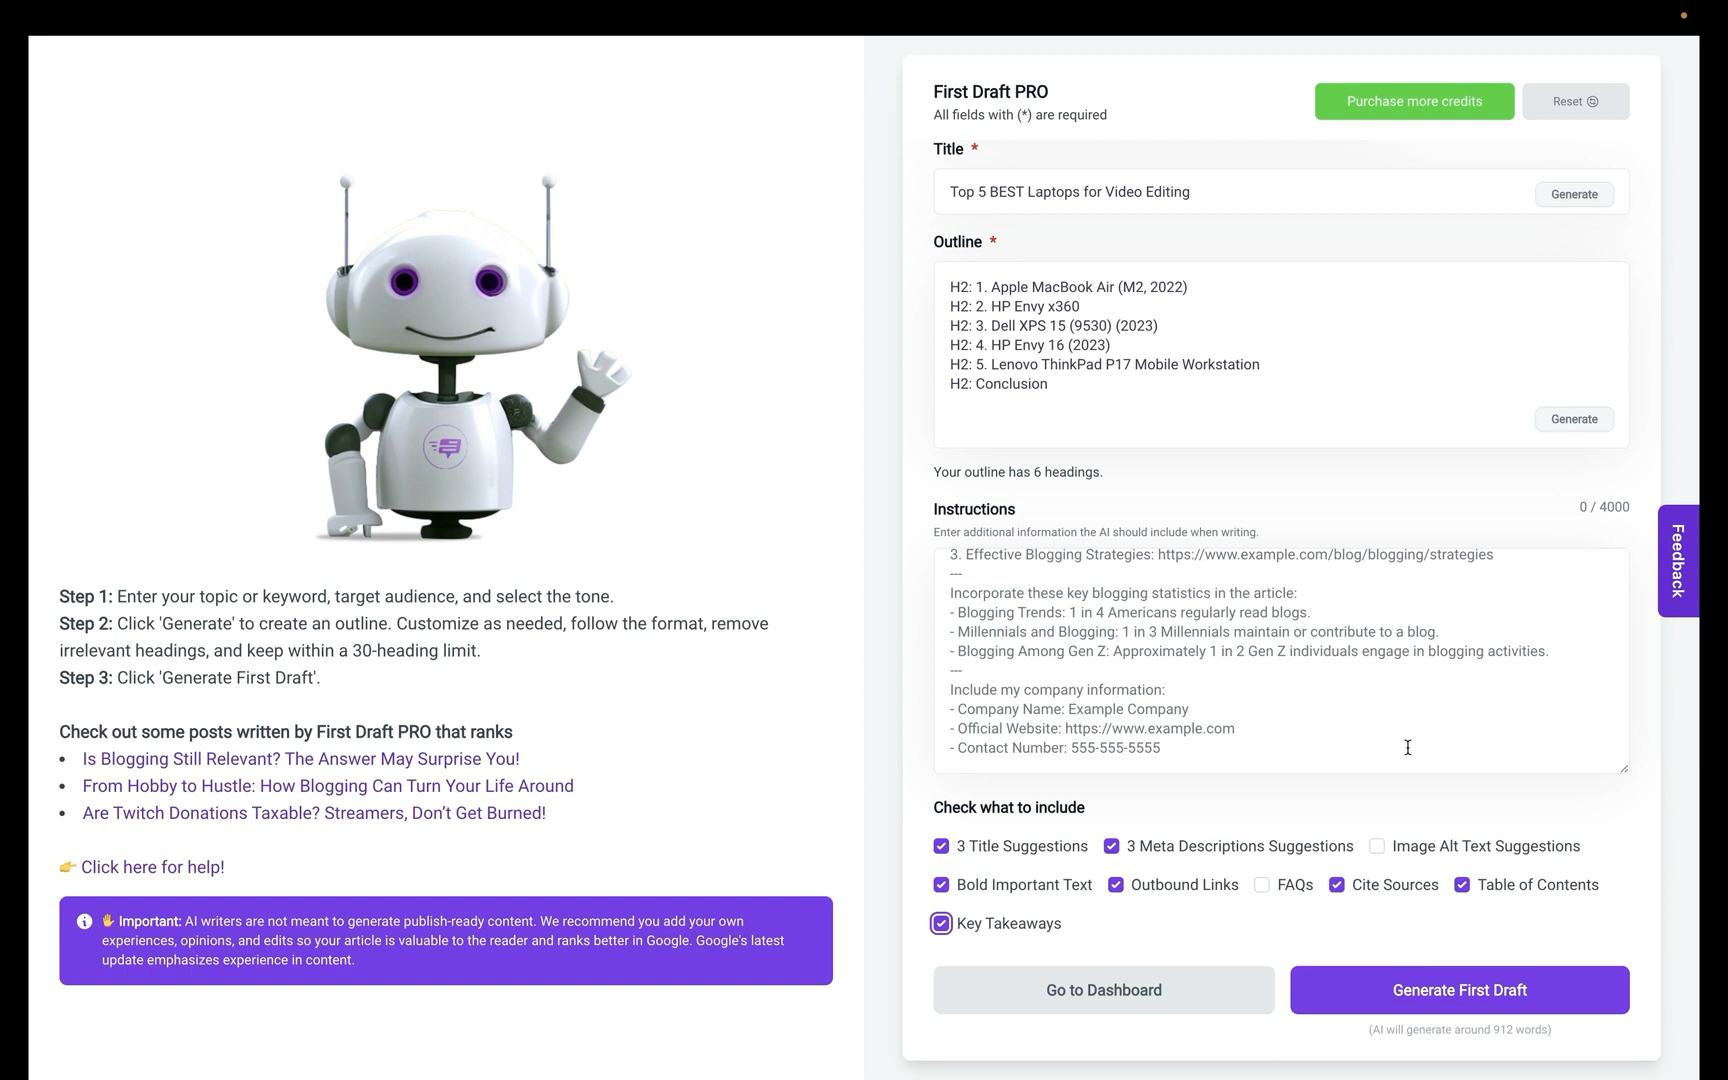 Step 1: Enter your topic or keyword, target audience, and select the tone.
Step 2: Click 'Generate' to create an outline. Customize as needed, follow the format, remove
irrelevant headings, and keep within a 30-heading limit.
Step 3: Click 'Generate First Draft'.
Check out some posts written by First Draft PRO that ranks
• Is Blogging Still Relevant? The Answer May Surprise You!
• From Hobby to Hustle: How Blogging Can Turn Your Life Around
• Are Twitch Donations Taxable? Streamers, Don’t Get Burned!
👉 Click here for help!
🖐 Important: AI writers are not meant to generate publish-ready content. We recommend you add your own
experiences, opinions, and edits so your article is valuable to the reader and ranks better in Google. Google's latest
update emphasizes experience in content.
First Draft PRO
All fields with (*) are required
Purchase more credits
Reset
Title *
Top 5 BEST Laptops for Video Editing
Generate
Outline *
H2: 1. Apple MacBook Air (M2, 2022)
H2: 2. HP Envy x360
H2: 3. Dell XPS 15 (9530) (2023)
H2: 4. HP Envy 16 (2023)
H2: 5. Lenovo ThinkPad P17 Mobile Workstation
H2: Conclusion
Generate
Your outline has 6 headings.
Instructions
0 / 4000
Enter additional information the AI should include when writing.
3. Effective Blogging Strategies: https://www.example.com/blog/blogging/strategies
---
Incorporate these key blogging statistics in the article:
- Blogging Trends: 1 in 4 Americans regularly read blogs.
- Millennials and Blogging: 1 in 3 Millennials maintain or contribute to a blog.
- Blogging Among Gen Z: Approximately 1 in 2 Gen Z individuals engage in blogging activities.
---
Include my company information:
- Company Name: Example Company
- Official Website: https://www.example.com
- Contact Number: 555-555-5555
Check what to include
3 Title Suggestions
3 Meta Descriptions Suggestions
Image Alt Text Suggestions
Bold Important Text
Outbound Links
FAQs
Cite Sources
Table of Contents
Key Takeaways
Go to Dashboard
Generate First Draft
(AI will generate around 912 words)
Feedback